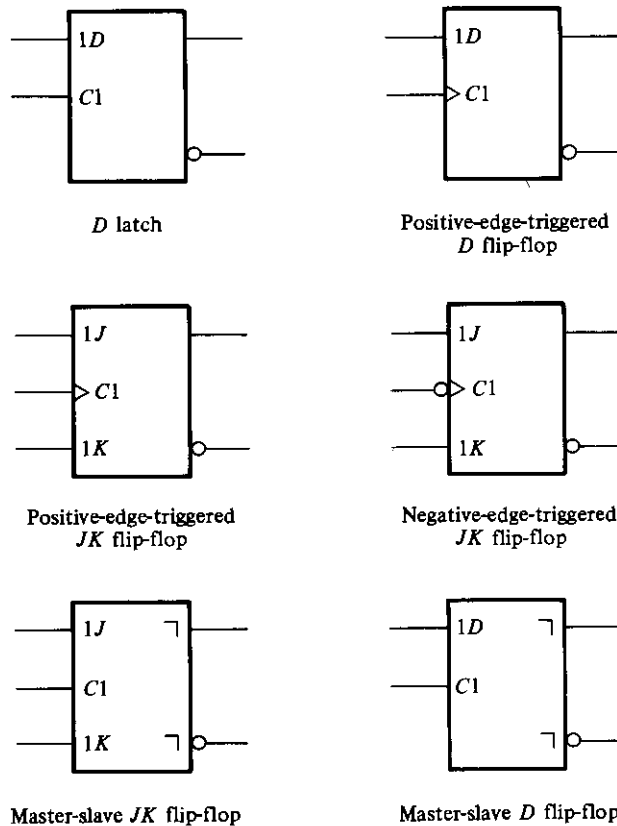 1D
C1
D latch
1D
C1
Positive-edge-triggered
D flip-flop
1J
C1
1K
Positive-edge-triggered
JK flip-flop
1J
C1
1K
Negative-edge-triggered
JK flip-flop
1J ㄱ
C1
1K ㄱ
Master-slave JK flip-flop
1D ㄱ
C1
ㄱ
Master-slave D flip-flop